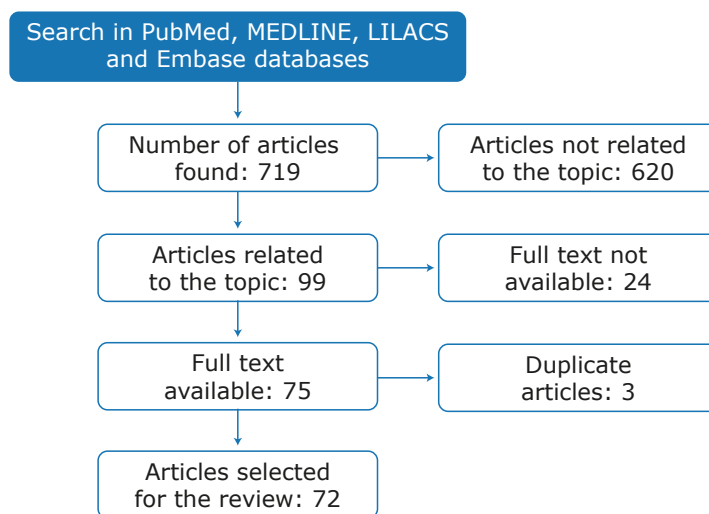 Search in PubMed, MEDLINE, LILACS
and Embase databases
Number of articles
found: 719
Articles not related
to the topic: 620
Articles related
to the topic: 99
Full text not
available: 24
Full text
available: 75
Duplicate
articles: 3
Articles selected
for the review: 72